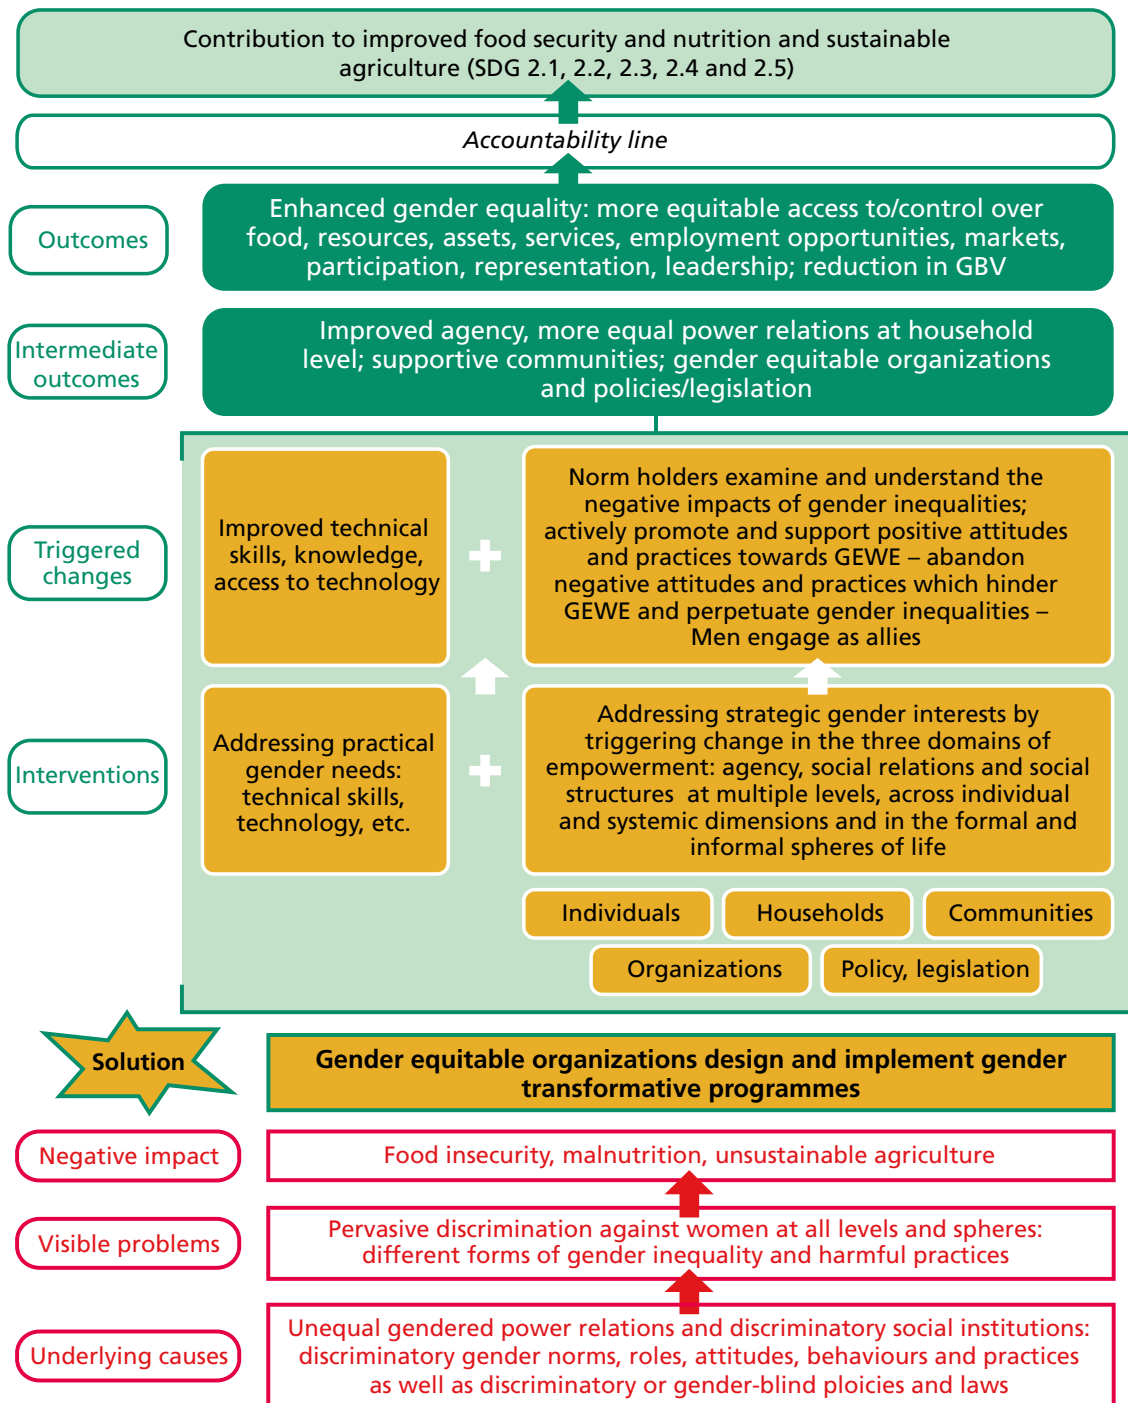 Contribution to improved food security and nutrition and sustainable
agriculture (SDG 2.1, 2.2, 2.3, 2.4 and 2.5)
Accountability line
Outcomes
Enhanced gender equality: more equitable access to/control over
food, resources, assets, services, employment opportunities, markets,
participation, representation, leadership; reduction in GBV
Intermediate
outcomes
Improved agency, more equal power relations at household
level; supportive communities; gender equitable organizations
and policies/legislation
Triggered
changes
Improved technical
skills, knowledge,
access to technology
Norm holders examine and understand the
negative impacts of gender inequalities;
actively promote and support positive attitudes
and practices towards GEWE – abandon
negative attitudes and practices which hinder
GEWE and perpetuate gender inequalities –
Men engage as allies
Interventions
Addressing practical
gender needs:
technical skills,
technology, etc.
Addressing strategic gender interests by
triggering change in the three domains of
empowerment: agency, social relations and social
structures at multiple levels, across individual
and systemic dimensions and in the formal and
informal spheres of life
Individuals
Households
Communities
Organizations
Policy, legislation
Solution
Gender equitable organizations design and implement gender
transformative programmes
Negative impact
Food insecurity, malnutrition, unsustainable agriculture
Visible problems
Pervasive discrimination against women at all levels and spheres:
different forms of gender inequality and harmful practices
Underlying causes
Unequal gendered power relations and discriminatory social institutions:
discriminatory gender norms, roles, attitudes, behaviours and practices
as well as discriminatory or gender-blind ploicies and laws